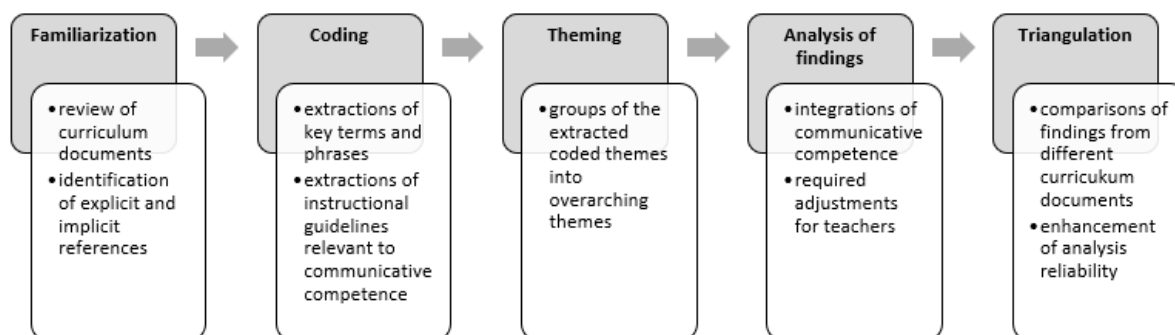 Familiarization
•review of
curriculum
documents
•identification
of explicit and
implicit
references
Coding
•extractions of
key terms and
phrases
•extractions of
instructional
guidelines
relevant to
communicative
competence
Theming
•groups of the
extracted
coded themes
into
overarching
themes
Analysis of
findings
•integrations of
communicative
competence
•required
adjustments
for teachers
Triangulation
•comparisons of
findings from
different
curricukum
documents
•enhancement
of analysis
reliability